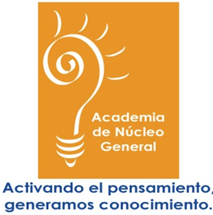 Academia
de Núcleo
General
Activando el pensamiento,
generamos conocimiento.